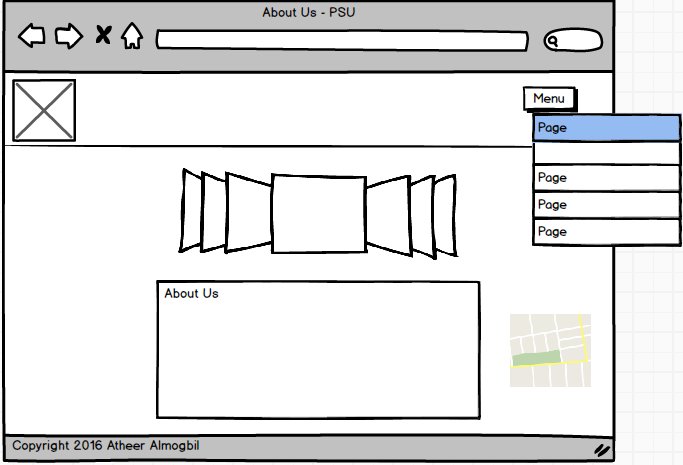 About Us - PSU
Menu
Page
Page
Page
Page
About Us
Copyright 2016 Atheer Almogbil